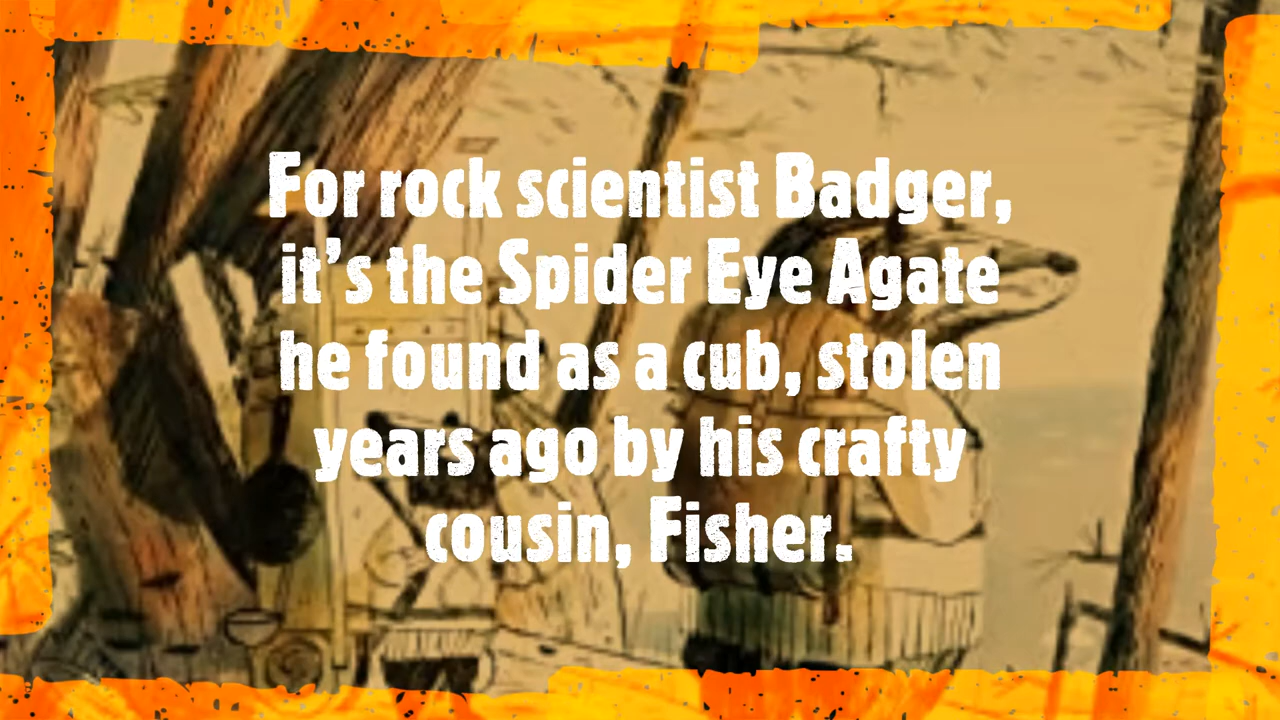 For rock scientist Badger,
it's the Spider Eye Agate
he found as a cub, stolen
years ago by his crafty
cousin, Fisher.